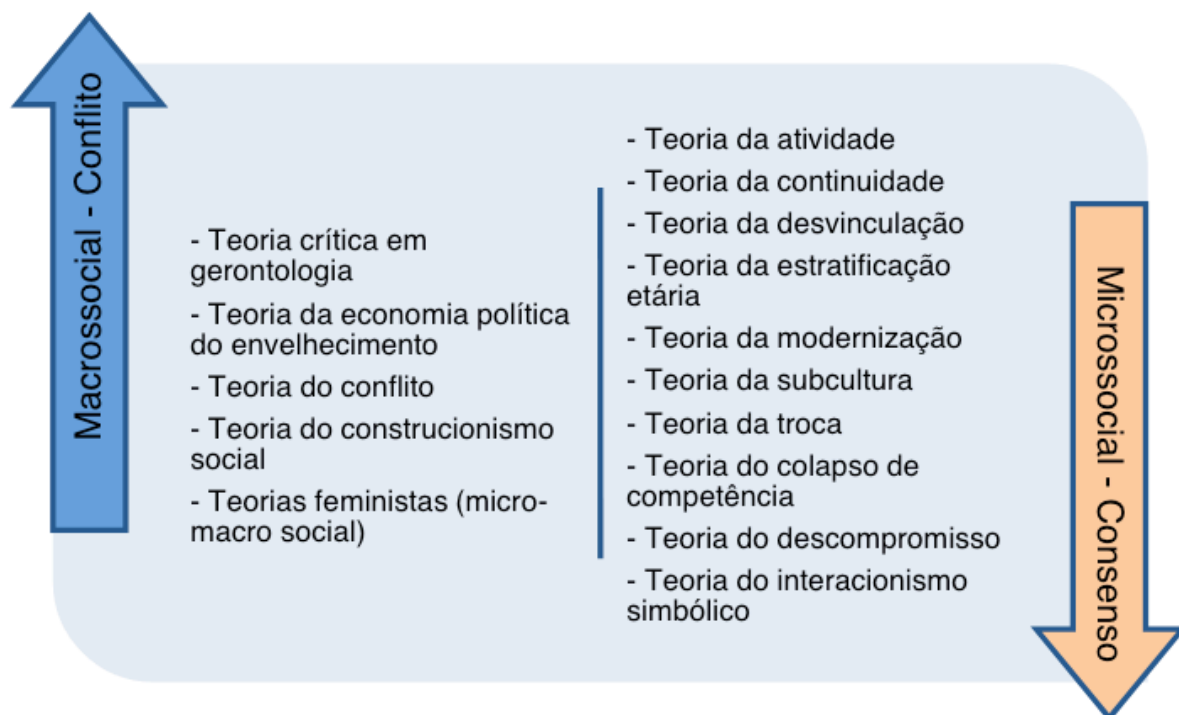 Macrossocial - Conflito
- Teoria crítica em
gerontologia
- Teoria da economia política
do envelhecimento
- Teoria do conflito
- Teoria do construcionismo
social
- Teorias feministas (micro-
macro social)
- Teoria da atividade
- Teoria da continuidade
- Teoria da desvinculação
- Teoria da estratificação
etária
- Teoria da modernização
- Teoria da subcultura
- Teoria da troca
- Teoria do colapso de
competência
- Teoria do descompromisso
- Teoria do interacionismo
simbólico
Microssocial - Consenso